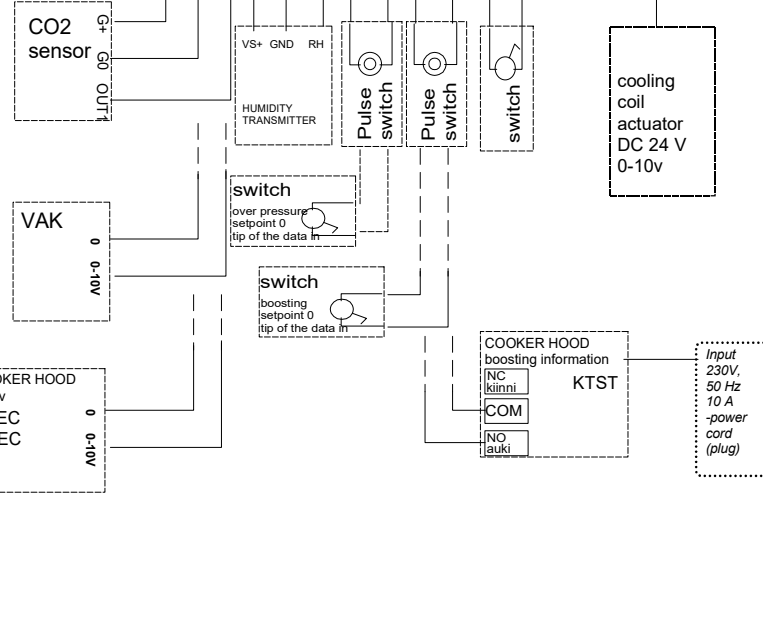 CO2
sensor
G+
G0
OUT1
VS+ GND RH
HUMIDITY
TRANSMITTER
Pulse
switch
Pulse
switch
switch
cooling
coil
actuator
DC 24 V
0-10v
VAK
0
0-10V
switch
over pressure
setpoint 0
tip of the data in
switch
boosting
setpoint 0
tip of the data in
OKER HOOD
v
EC
EC
0
0-10V
COOKER HOOD
boosting information
NC
kiinni
KTST
COM
NO
auki
Input
230V,
50 Hz
10 A
-power
cord
(plug)